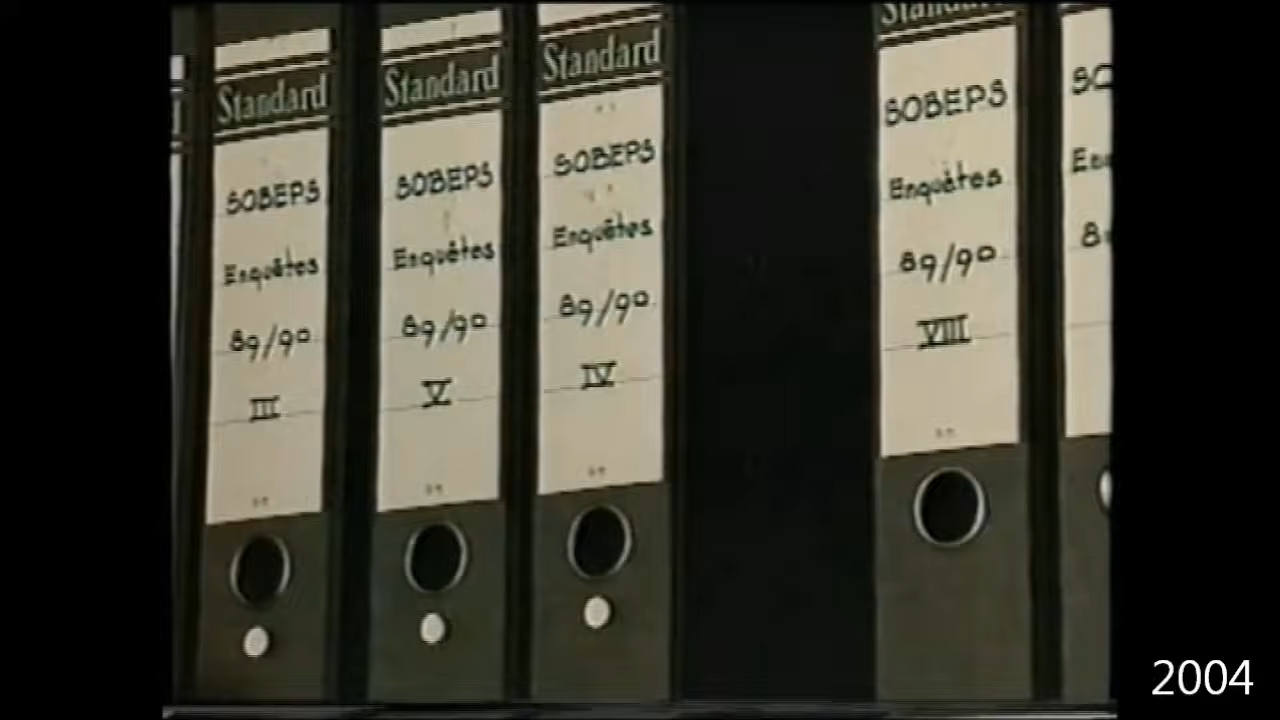 Standard
SOBEPS
Enquêtes
89/90
III
Standard
SOBEPS
Enquêtes
89/90
V
Standard
SOBEPS
Enquêtes
89/90
IV
Standard
SOBEPS
Enquêtes
89/90
VIII
2004